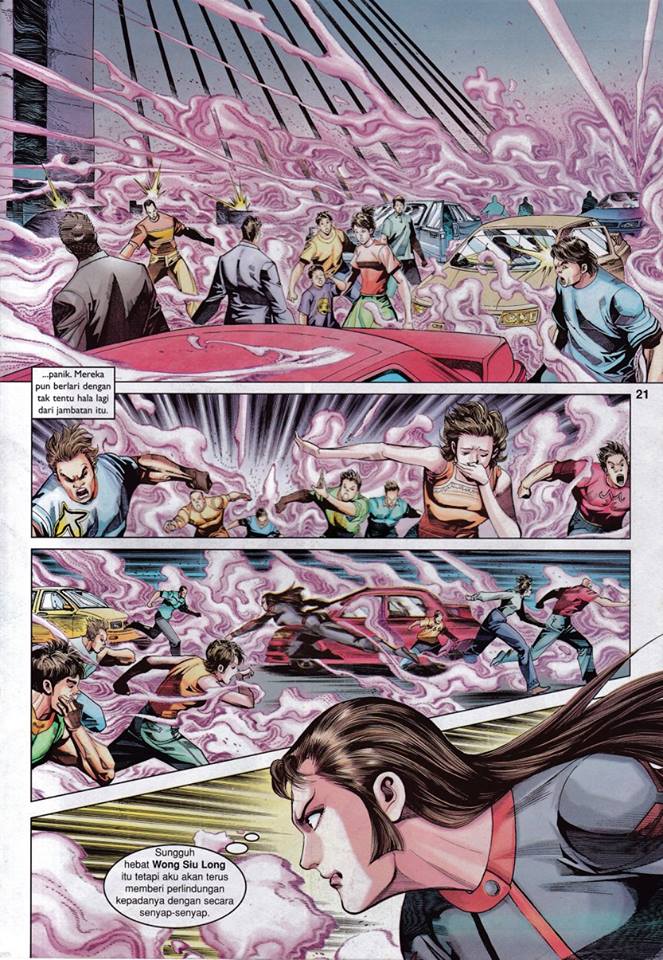 ...panik. Mereka
pun berlari dengan
tak tentu hala lagi
dari jambatan itu.
21
Sungguh
hebat Wong Siu Long
itu tetapi aku akan terus
memberi perlindungan
kepadanya dengan secara
senyap-senyap.